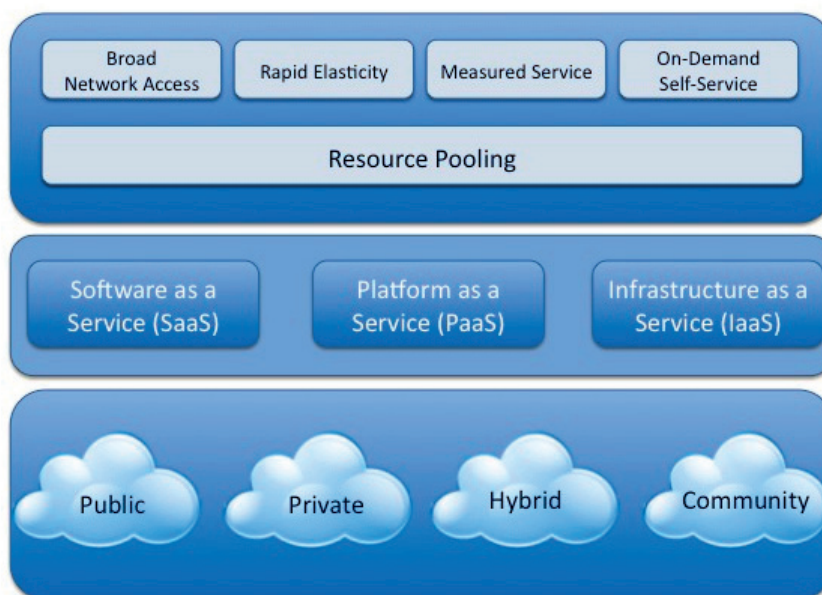 Broad
Network Access
Rapid Elasticity
Measured Service
On-Demand
Self-Service
Resource Pooling
Software as a
Service (SaaS)
Platform as a
Service (PaaS)
Infrastructure as a
Service (IaaS)
Public
Private
Hybrid
Community